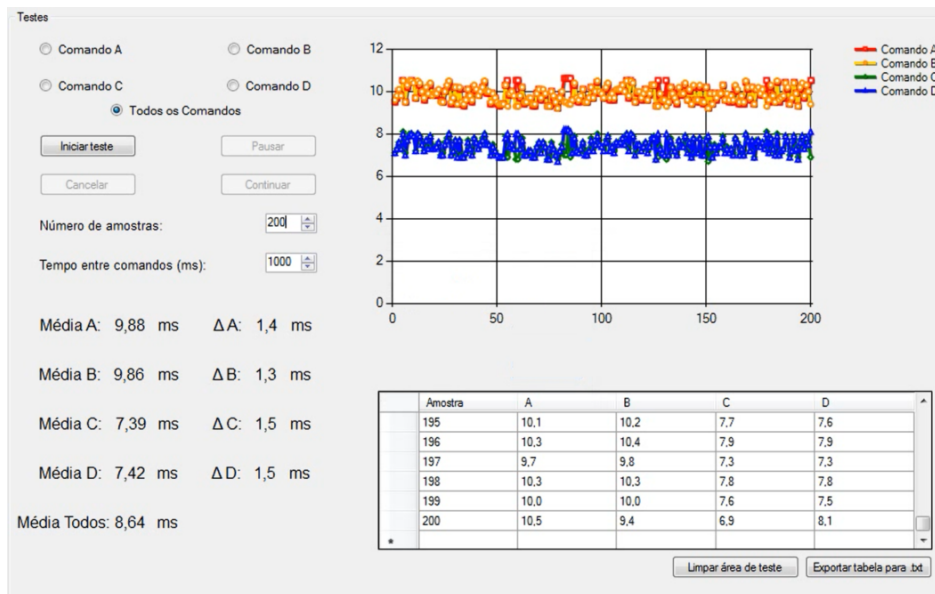 Testes
Comando A
Comando B
Comando C
Comando D
Todos os Comandos
Iniciar teste
Pausar
Cancelar
Continuar
Número de amostras: 200
Tempo entre comandos (ms): 1000
Média A: 9,88 ms Δ A: 1,4 ms
Média B: 9,86 ms Δ B: 1,3 ms
Média C: 7,39 ms Δ C: 1,5 ms
Média D: 7,42 ms Δ D: 1,5 ms
Média Todos: 8,64 ms
12
10
8
6
4
2
0
0 50 100 150 200
Comando A
Comando B
Comando C
Comando D
Amostra A B C D
195 10,1 10,2 7,7 7,6
196 10,3 10,4 7,9 7,9
197 9,7 9,8 7,3 7,3
198 10,3 10,3 7,8 7,8
199 10,0 10,0 7,6 7,5
200 10,5 9,4 6,9 8,1
*
Limpar área de teste
Exportar tabela para .txt